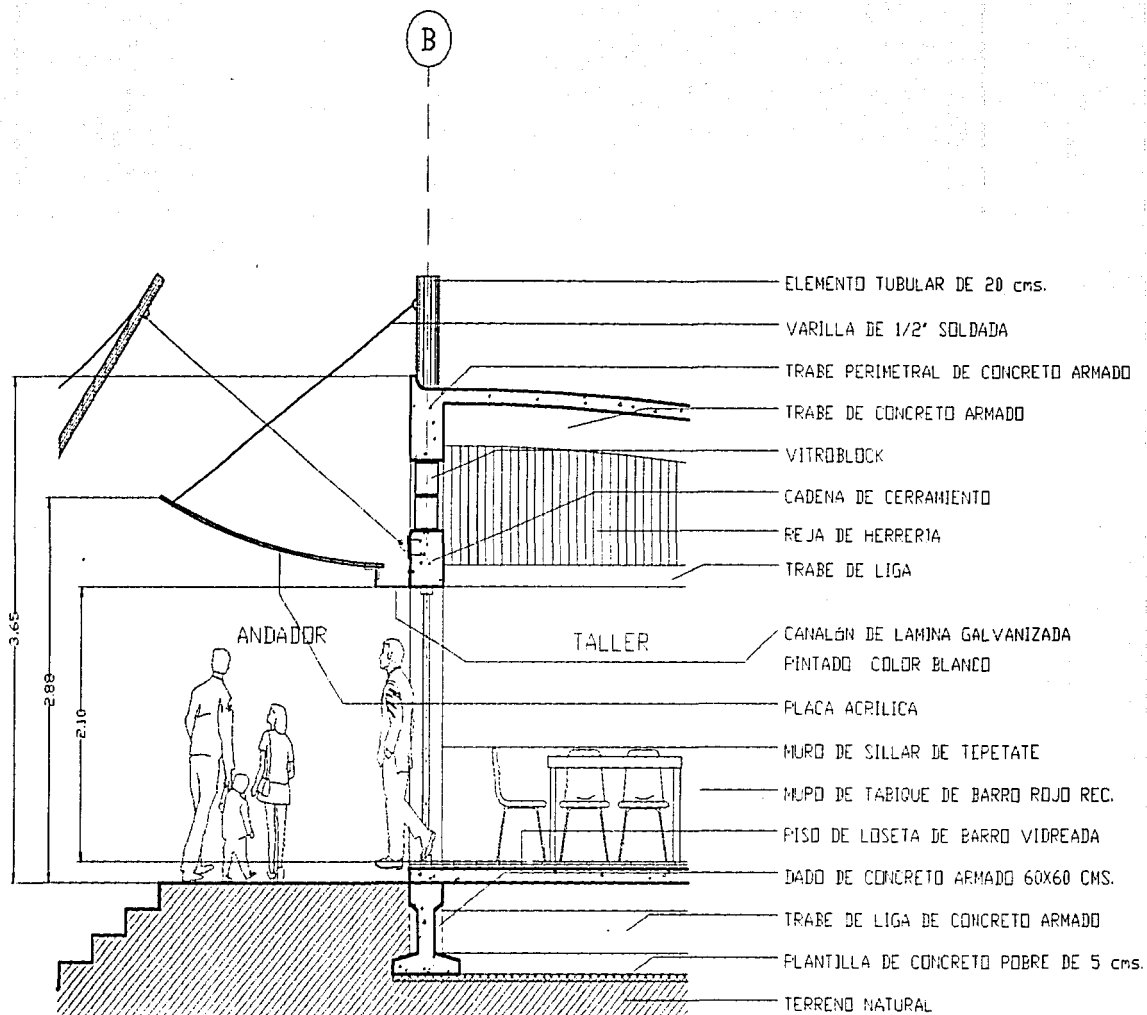 B
ELEMENTO TUBULAR DE 20 cms.
VARILLA DE 1/2" SOLDADA
TRABE PERIMETRAL DE CONCRETO ARMADO
TRABE DE CONCRETO ARMADO
VITROBLOCK
CADENA DE CERRAMIENTO
REJA DE HERRERIA
TRABE DE LIGA
ANDADOR
TALLER
CANALóN DE LAMINA GALVANIZADA
PINTADO COLOR BLANCO
PLACA ACRILICA
MURO DE SILLAR DE TEPETATE
MURO DE TABIQUE DE BARRO ROJO REC.
PISO DE LOSETA DE BARRO VIDREADA
DADO DE CONCRETO ARMADO 60X60 CMS.
TRABE DE LIGA DE CONCRETO ARMADO
PLANTILLA DE CONCRETO POBRE DE 5 cms.
TERRENO NATURAL
3.65
2.88
2.10